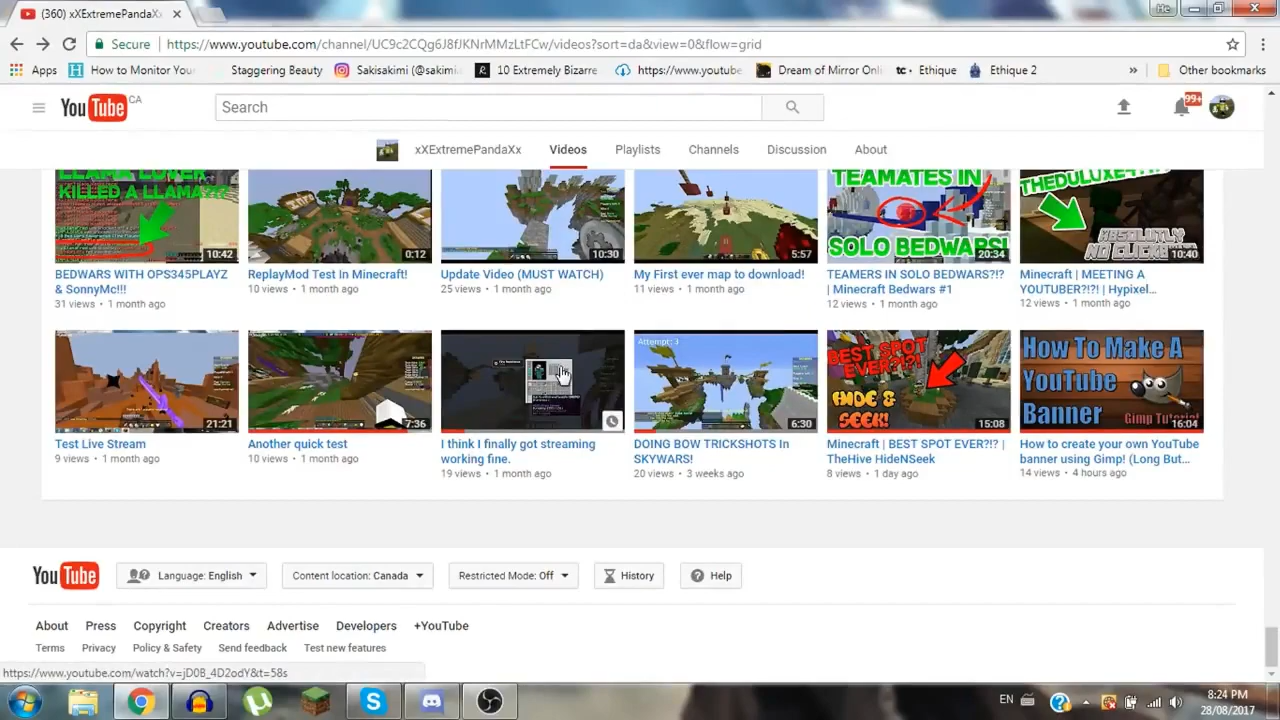 (360) xXExtremePandaX
He
Secure
https://www.youtube.com/channel/UC9c2CQg6J8fJKNrMMzLtFCw/videos?sort=da&view=0&flow=grid
Apps
How to Monitor You
Staggering Beauty
Sakisakimi (@sakimi
10 Extremely Bizarre
https://www.youtube
Dream of Mirror Onli
tc • Ethique
Ethique 2
»
Other bookmarks
YouTube CA
Search
99+
xXExtremePandaXx
Videos
Playlists
Channels
Discussion
About
LLAMA LOVER
KILLED A LLAMA???
10:42
0:12
10:30
5:57
TEAMATES IN
SOLO BEDWARS!
20:34
ABSOLUTLY
NO CLICK
10:40
BEDWARS WITH OPS345PLAYZ
& SonnyMc!!!
31 views • 1 month ago
ReplayMod Test In Minecraft!
10 views • 1 month ago
Update Video (MUST WATCH)
25 views • 1 month ago
My First ever map to download!
11 views • 1 month ago
TEAMERS IN SOLO BEDWARS?!?
| Minecraft Bedwars #1
12 views • 1 month ago
Minecraft | MEETING A
YOUTUBER?!?! | Hypixel...
12 views • 1 month ago
21:21
7:36
Attempt: 3
6:30
BEST SPOT
EVER?!?!
HIDE &
SEEK!
15:08
How To Make A
YouTube
Banner
Gimp Tutorial
16:04
Test Live Stream
9 views • 1 month ago
Another quick test
10 views • 1 month ago
I think I finally got streaming
working fine.
19 views • 1 month ago
DOING BOW TRICKSHOTS In
SKYWARS!
20 views • 3 weeks ago
Minecraft | BEST SPOT EVER?!? |
TheHive HideNSeek
8 views • 1 day ago
How to create your own YouTube
banner using Gimp! (Long But...
14 views • 4 hours ago
YouTube
Language: English
Content location: Canada
Restricted Mode: Off
History
Help
About
Press
Copyright
Creators
Advertise
Developers
+YouTube
Terms
Privacy
Policy & Safety
Send feedback
Test new features
https://www.youtube.com/watch?v=jD08_4D2odY&t=58s
EN
8:24 PM
28/08/2017